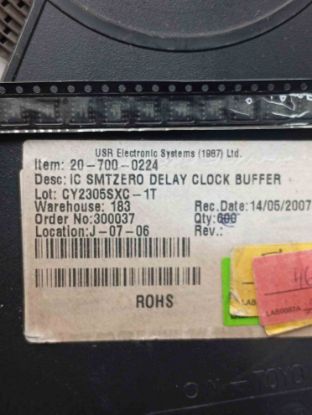 USR Electronic Systems (1987) Ltd.
Item: 20-700-0224
Desc: IC SMTZERO DELAY CLOCK BUFFER
Lot: CY2305SXC-1T
Warehouse: 183 Rec.Date: 14/05/2007
Order No:300037 Qty:600
Location:J-07-06 Rev.:
ROHS